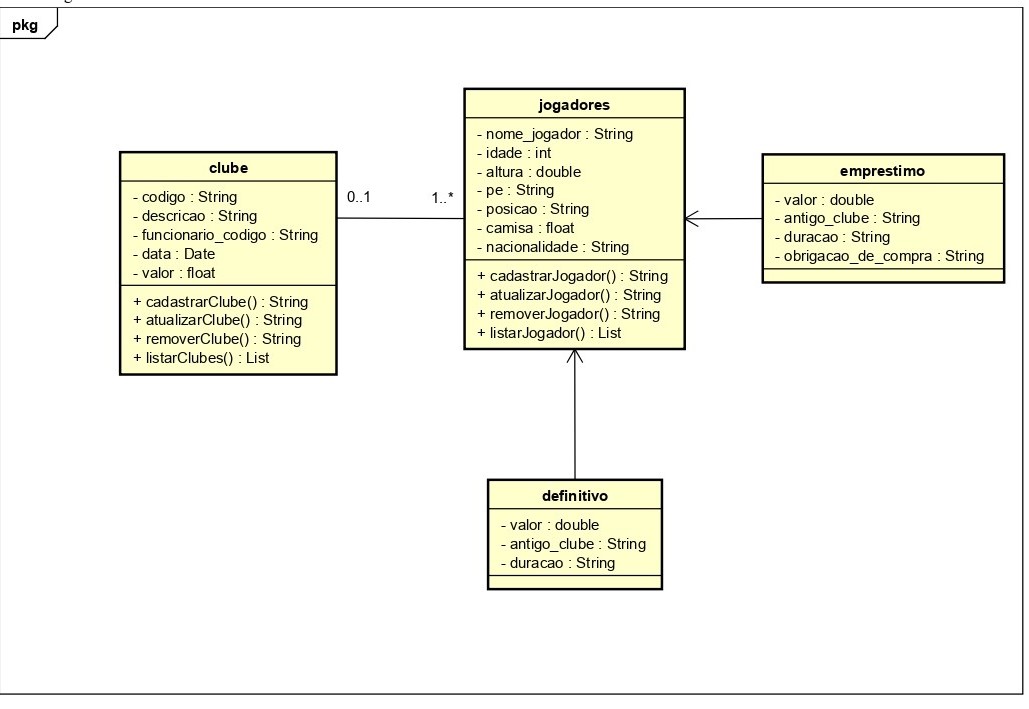 pkg
jogadores
- nome_jogador : String
- idade : int
- altura : double
- pe : String
- posicao : String
- camisa : float
- nacionalidade : String
+ cadastrarJogador() : String
+ atualizarJogador() : String
+ removerJogador() : String
+ listarJogador() : List
clube
- codigo : String
- descricao : String
- funcionario_codigo : String
- data : Date
- valor : float
+ cadastrarClube() : String
+ atualizarClube() : String
+ removerClube() : String
+ listarClubes() : List
0..1
1..*
emprestimo
- valor : double
- antigo_clube : String
- duracao : String
- obrigacao_de_compra : String
definitivo
- valor : double
- antigo_clube : String
- duracao : String